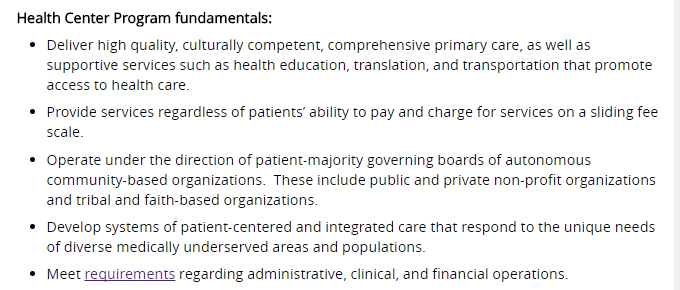 Health Center Program fundamentals:
• Deliver high quality, culturally competent, comprehensive primary care, as well as
supportive services such as health education, translation, and transportation that promote
access to health care.
• Provide services regardless of patients’ ability to pay and charge for services on a sliding fee
scale.
• Operate under the direction of patient-majority governing boards of autonomous
community-based organizations.  These include public and private non-profit organizations
and tribal and faith-based organizations.
• Develop systems of patient-centered and integrated care that respond to the unique needs
of diverse medically underserved areas and populations.
• Meet requirements regarding administrative, clinical, and financial operations.